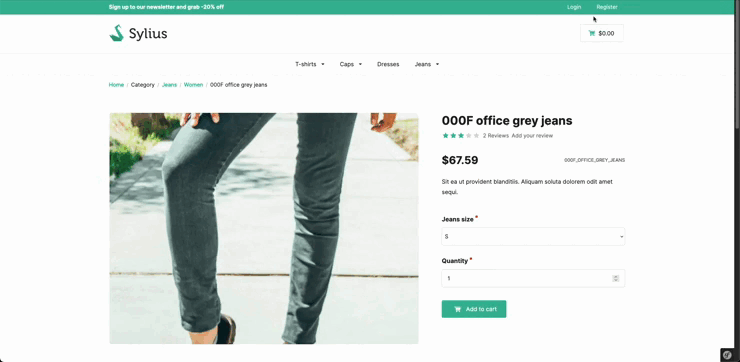 Sign up to our newsletter and grab -20% off
Login Register
Sylius
$0.00
T-shirts Caps Dresses Jeans
Home / Category / Jeans / Women / 000F office grey jeans
000F office grey jeans
2 Reviews Add your review
$67.59 000F_OFFICE_GREY_JEANS
Sit ea ut provident blanditiis. Aliquam soluta dolorem odit amet
sequi.
Jeans size *
S
Quantity *
1
Add to cart